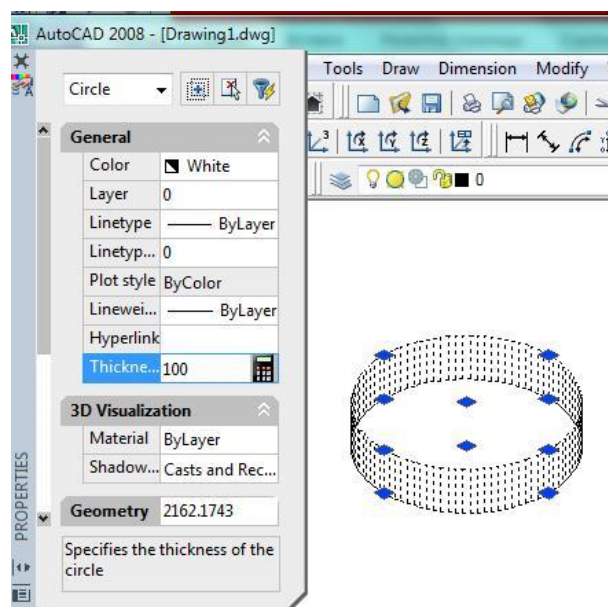 AutoCAD 2008 - [Drawing1.dwg]
Tools Draw Dimension Modify
Circle
General
Color White
Layer 0
Linetype ByLayer
Linetyp... 0
Plot style ByColor
Linewei... ByLayer
Hyperlink
Thickne... 100
3D Visualization
Material ByLayer
Shadow... Casts and Rec...
Geometry 2162.1743
Specifies the thickness of the
circle
PROPERTIES
0